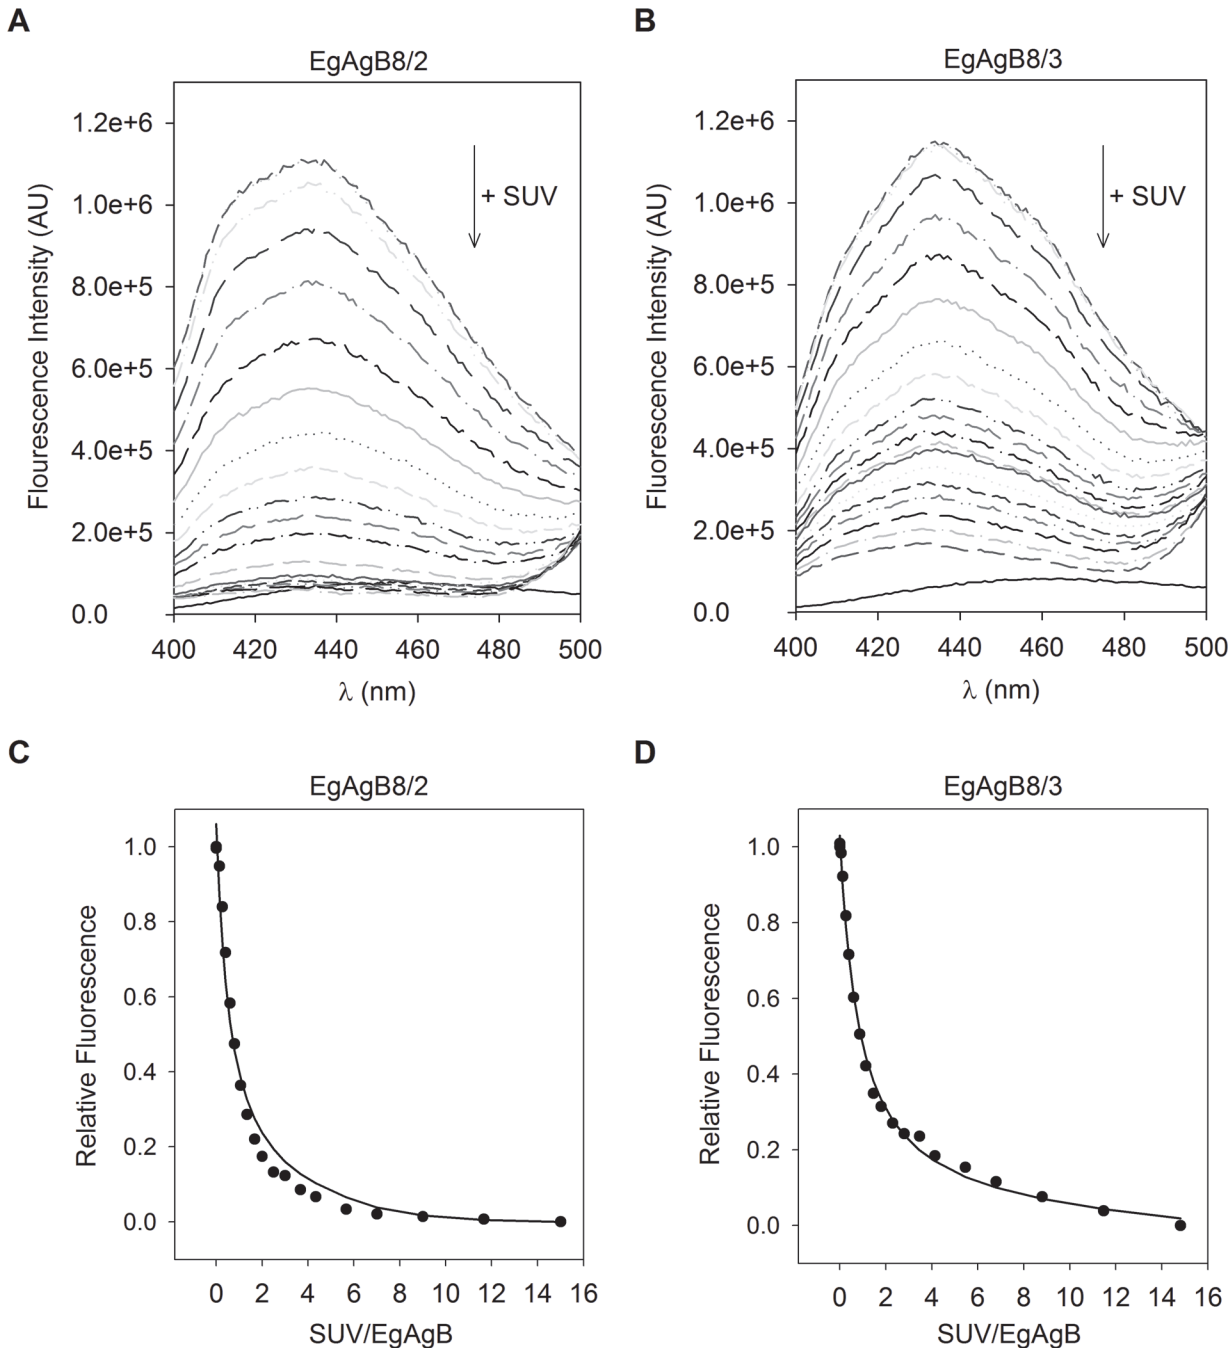 A
EgAgB8/2
Flourescence Intensity (AU)
1.2e+6
1.0e+6
8.0e+5
6.0e+5
4.0e+5
2.0e+5
0.0
+ SUV
400 420 440 460 480 500
λ (nm)
B
EgAgB8/3
Fluorescence Intensity (AU)
1.2e+6
1.0e+6
8.0e+5
6.0e+5
4.0e+5
2.0e+5
0.0
+ SUV
400 420 440 460 480 500
λ (nm)
C
EgAgB8/2
Relative Fluorescence
1.0
0.8
0.6
0.4
0.2
0.0
0 2 4 6 8 10 12 14 16
SUV/EgAgB
D
EgAgB8/3
Relative Fluorescence
1.0
0.8
0.6
0.4
0.2
0.0
0 2 4 6 8 10 12 14 16
SUV/EgAgB